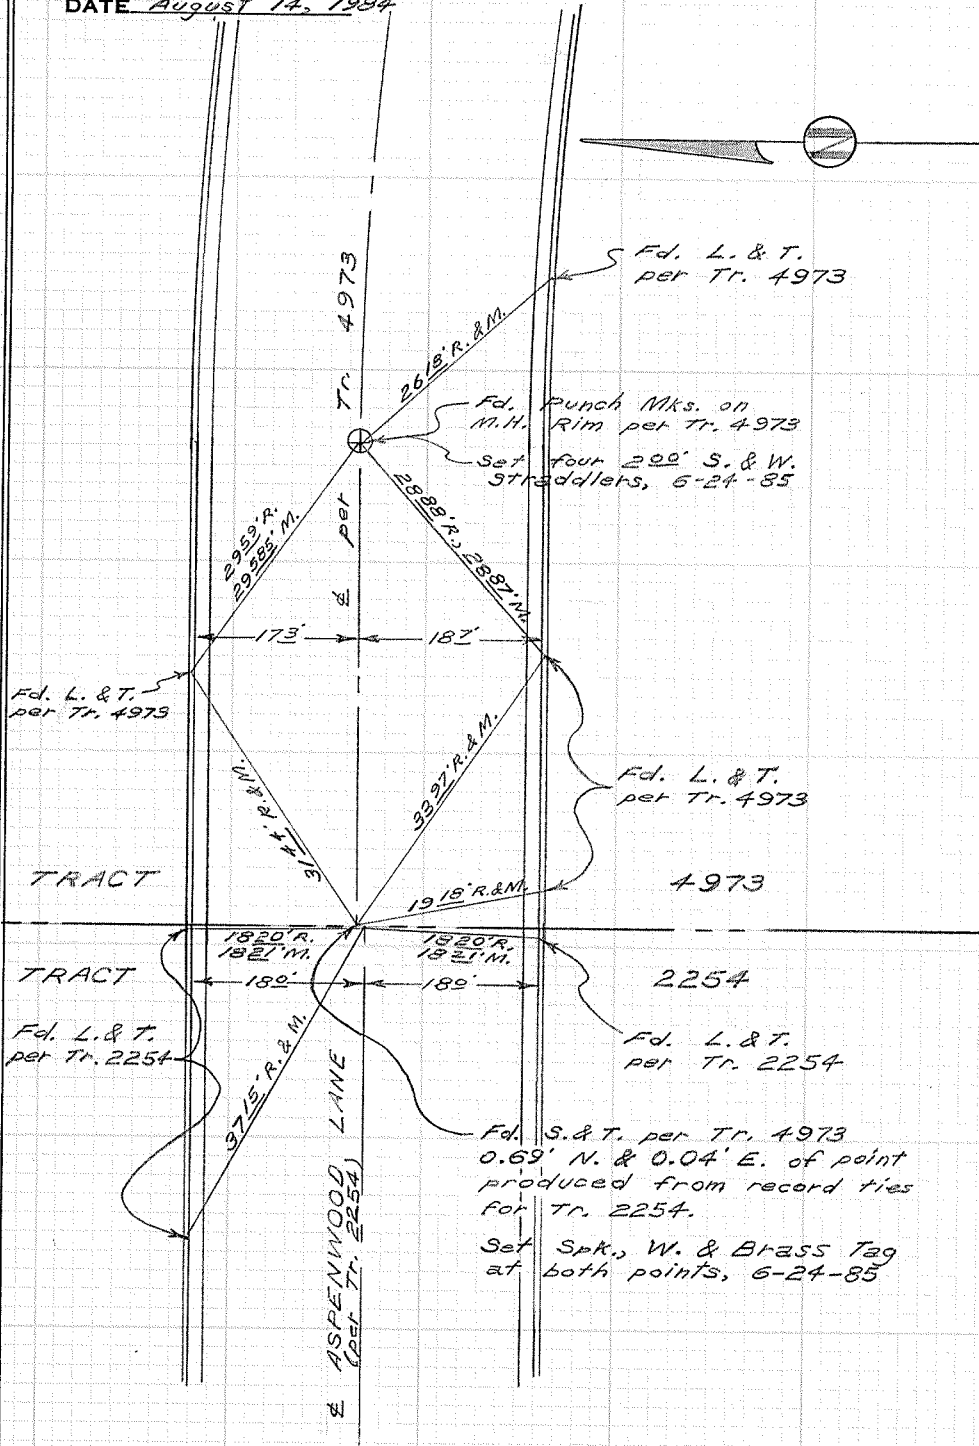 DATE August 14, 1984
N
Fd. L. & T.
per Tr. 4973
26.18' R. & M.
℄ per Tr. 4973
Fd. Punch Mks. on
M.H. Rim per Tr. 4973
Set four 2.00' S. & W.
Straddlers, 6-24-85
29.59' R.
29.585' M.
28.88' R., 28.87' M.
17.3'
18.7'
Fd. L. & T.
per Tr. 4973
31.44' R. & M.
33.97' R. & M.
Fd. L. & T.
per Tr. 4973
19.18' R. & M.
TRACT 4973
18.20' R.
18.21' M.
18.20' R.
18.21' M.
TRACT 2254
18.0'
18.0'
Fd. L. & T.
per Tr. 2254
Fd. L. & T.
per Tr. 2254
37.15' R. & M.
℄ ASPENWOOD LANE
(per Tr. 2254)
Fd. S. & T. per Tr. 4973
0.69' N. & 0.04' E. of point
produced from record ties
for Tr. 2254.
Set Spk., W. & Brass Tag
at both points, 6-24-85